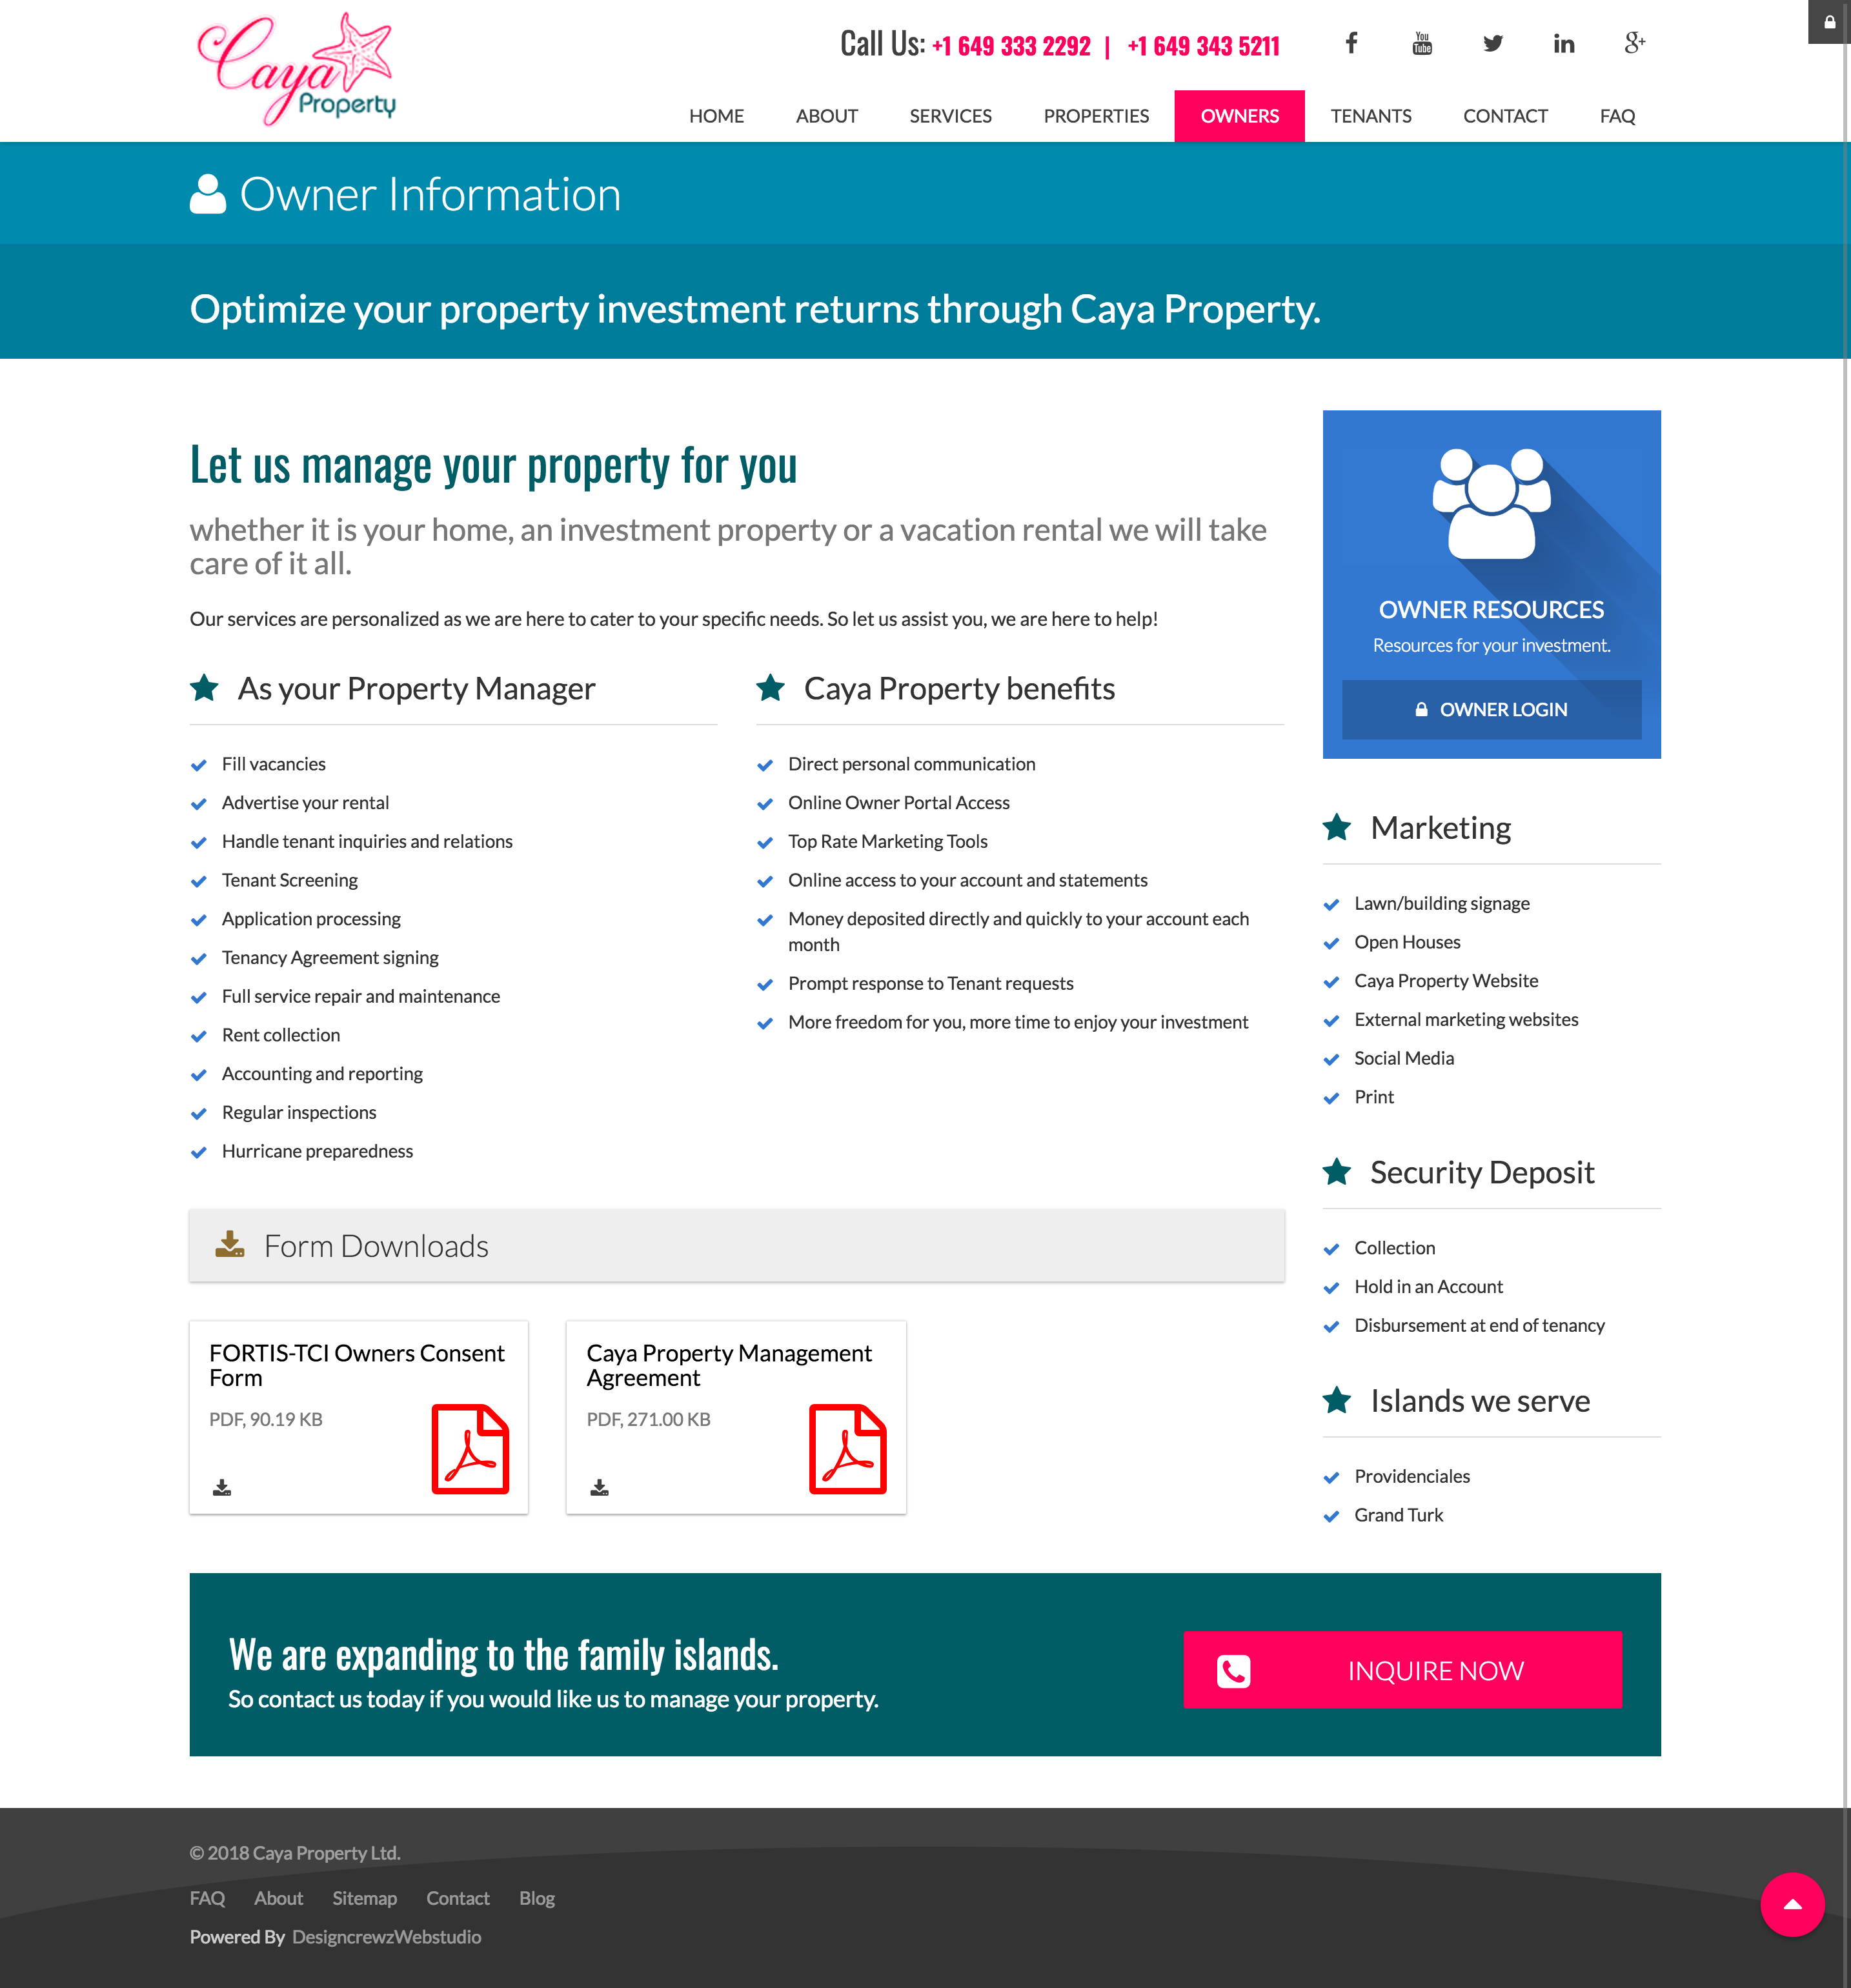 Caya
Property
Call Us: +1 649 333 2292 | +1 649 343 5211
You
Tube
g+
HOME ABOUT SERVICES PROPERTIES OWNERS TENANTS CONTACT FAQ
Owner Information
Optimize your property investment returns through Caya Property.
Let us manage your property for you
whether it is your home, an investment property or a vacation rental we will take
care of it all.
Our services are personalized as we are here to cater to your specific needs. So let us assist you, we are here to help!
As your Property Manager
Fill vacancies
Advertise your rental
Handle tenant inquiries and relations
Tenant Screening
Application processing
Tenancy Agreement signing
Full service repair and maintenance
Rent collection
Accounting and reporting
Regular inspections
Hurricane preparedness
Caya Property benefits
Direct personal communication
Online Owner Portal Access
Top Rate Marketing Tools
Online access to your account and statements
Money deposited directly and quickly to your account each
month
Prompt response to Tenant requests
More freedom for you, more time to enjoy your investment
Form Downloads
FORTIS-TCI Owners Consent
Form
PDF, 90.19 KB
Caya Property Management
Agreement
PDF, 271.00 KB
OWNER RESOURCES
Resources for your investment.
OWNER LOGIN
Marketing
Lawn/building signage
Open Houses
Caya Property Website
External marketing websites
Social Media
Print
Security Deposit
Collection
Hold in an Account
Disbursement at end of tenancy
Islands we serve
Providenciales
Grand Turk
We are expanding to the family islands.
So contact us today if you would like us to manage your property.
INQUIRE NOW
© 2018 Caya Property Ltd.
FAQ About Sitemap Contact Blog
Powered By DesigncrewzWebstudio